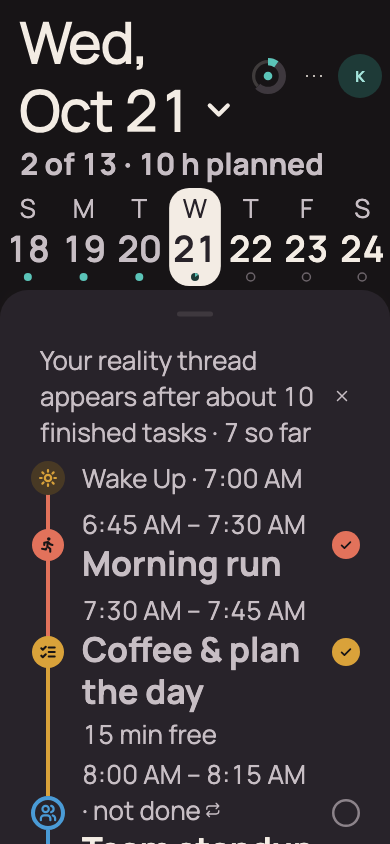 Wed,
Oct 21
K
2 of 13 · 10 h planned
S M T W T F S
18 19 20 21 22 23 24
Your reality thread
appears after about 10
finished tasks · 7 so far
Wake Up · 7:00 AM
6:45 AM – 7:30 AM
Morning run
7:30 AM – 7:45 AM
Coffee & plan
the day
15 min free
8:00 AM – 8:15 AM
· not done
Team standup